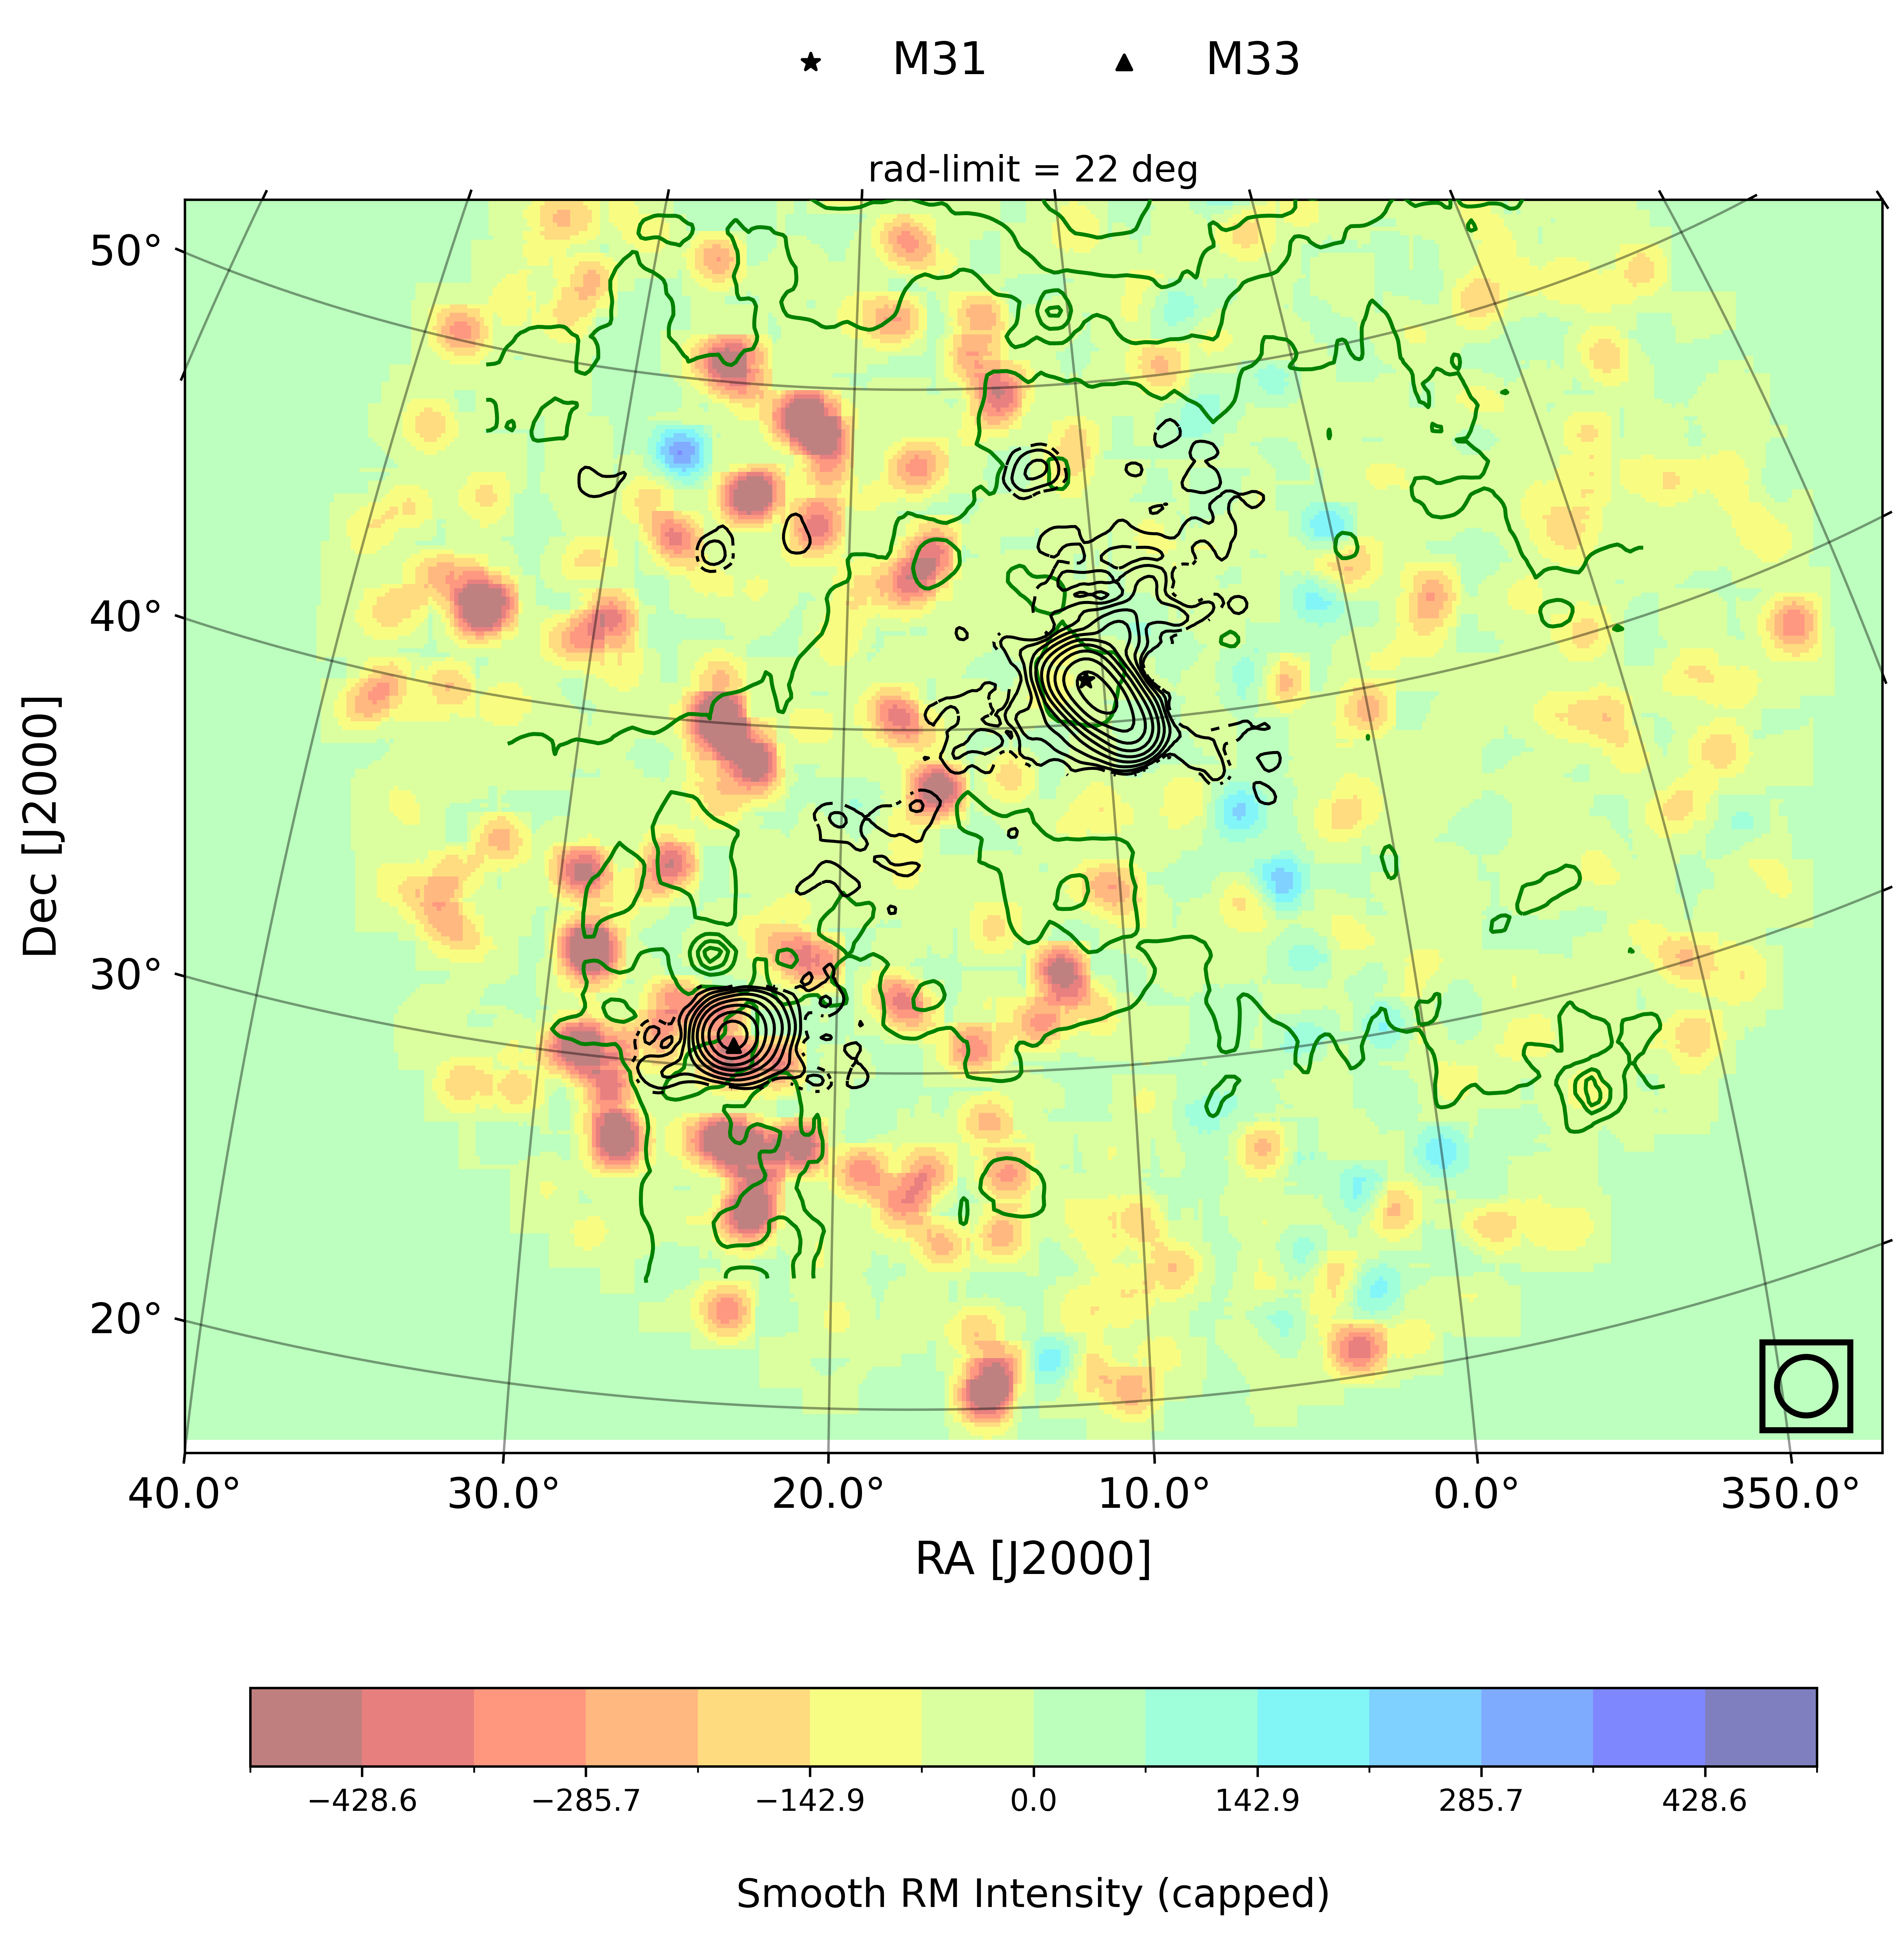 M31 M33
rad-limit = 22 deg
50°
40°
30°
20°
Dec [J2000]
40.0° 30.0° 20.0° 10.0° 0.0° 350.0°
RA [J2000]
−428.6 −285.7 −142.9 0.0 142.9 285.7 428.6
Smooth RM Intensity (capped)